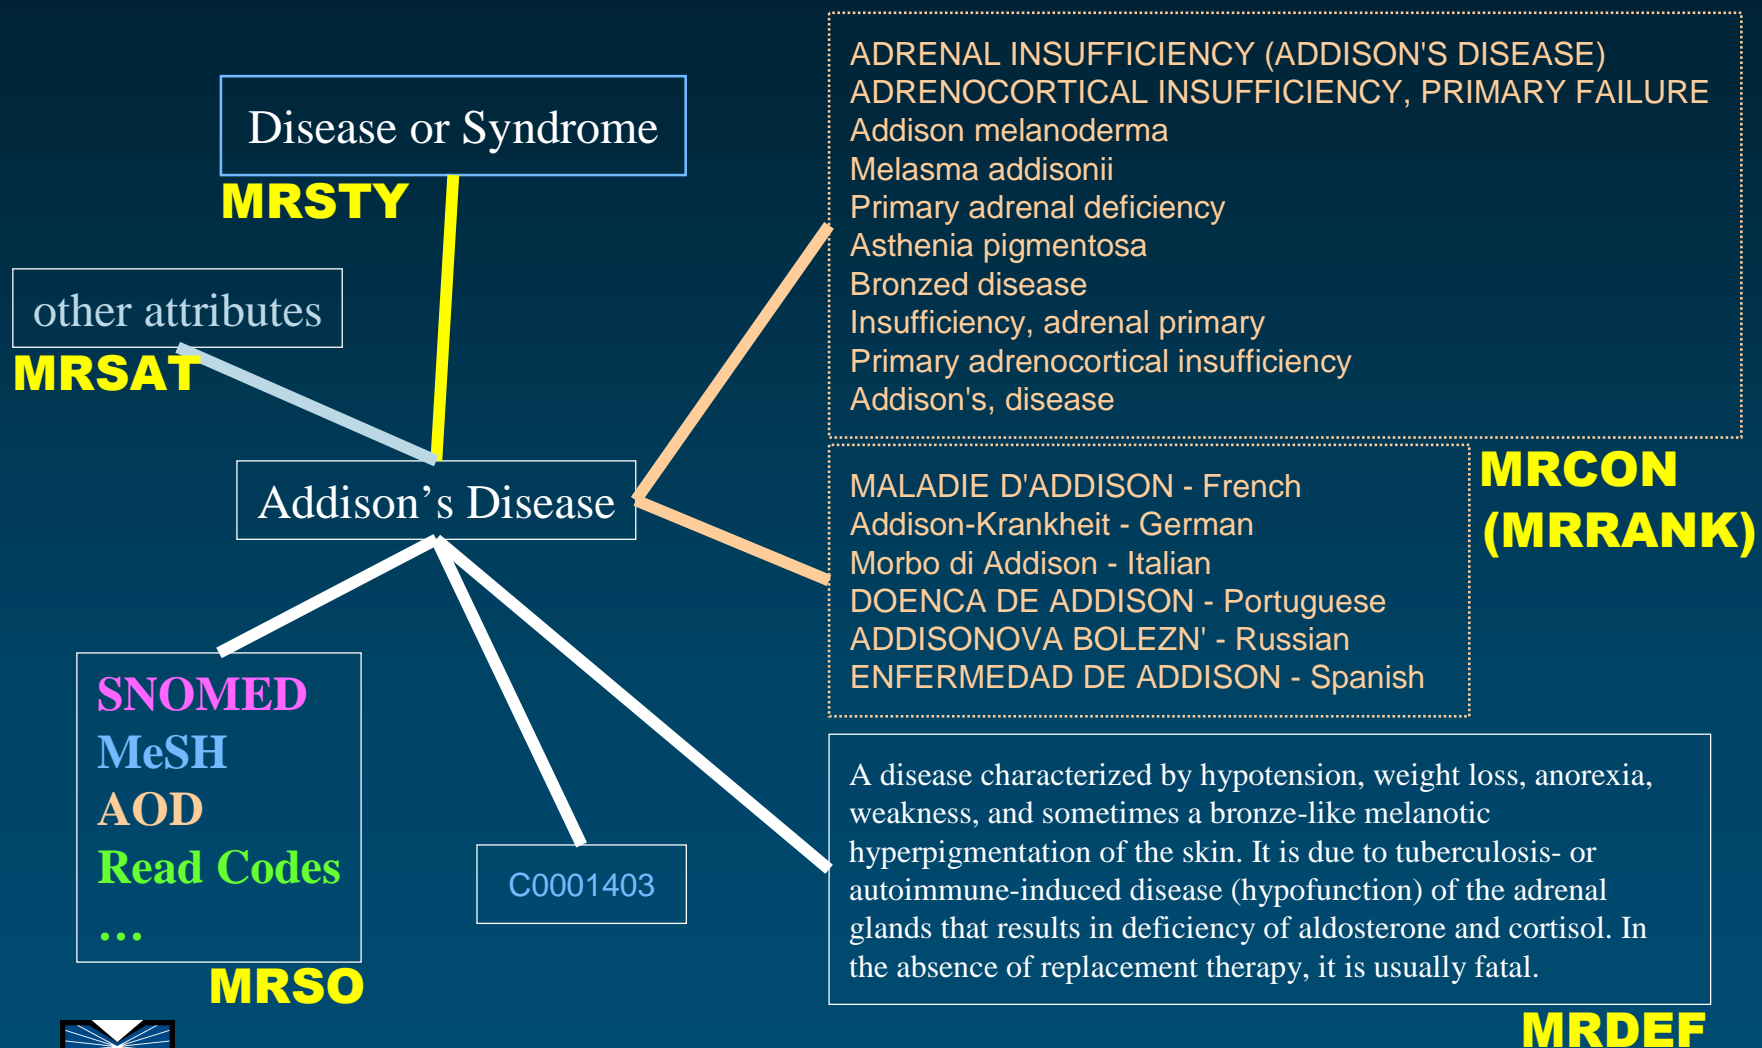 Disease or Syndrome
MRSTY
other attributes
MRSAT
Addison’s Disease
SNOMED
MeSH
AOD
Read Codes
…
MRSO
C0001403
ADRENAL INSUFFICIENCY (ADDISON'S DISEASE)
ADRENOCORTICAL INSUFFICIENCY, PRIMARY FAILURE
Addison melanoderma
Melasma addisonii
Primary adrenal deficiency
Asthenia pigmentosa
Bronzed disease
Insufficiency, adrenal primary
Primary adrenocortical insufficiency
Addison's, disease
MALADIE D'ADDISON - French
Addison-Krankheit - German
Morbo di Addison - Italian
DOENCA DE ADDISON - Portuguese
ADDISONOVA BOLEZN' - Russian
ENFERMEDAD DE ADDISON - Spanish
MRCON
(MRRANK)
A disease characterized by hypotension, weight loss, anorexia,
weakness, and sometimes a bronze-like melanotic
hyperpigmentation of the skin. It is due to tuberculosis- or
autoimmune-induced disease (hypofunction) of the adrenal
glands that results in deficiency of aldosterone and cortisol. In
the absence of replacement therapy, it is usually fatal.
MRDEF